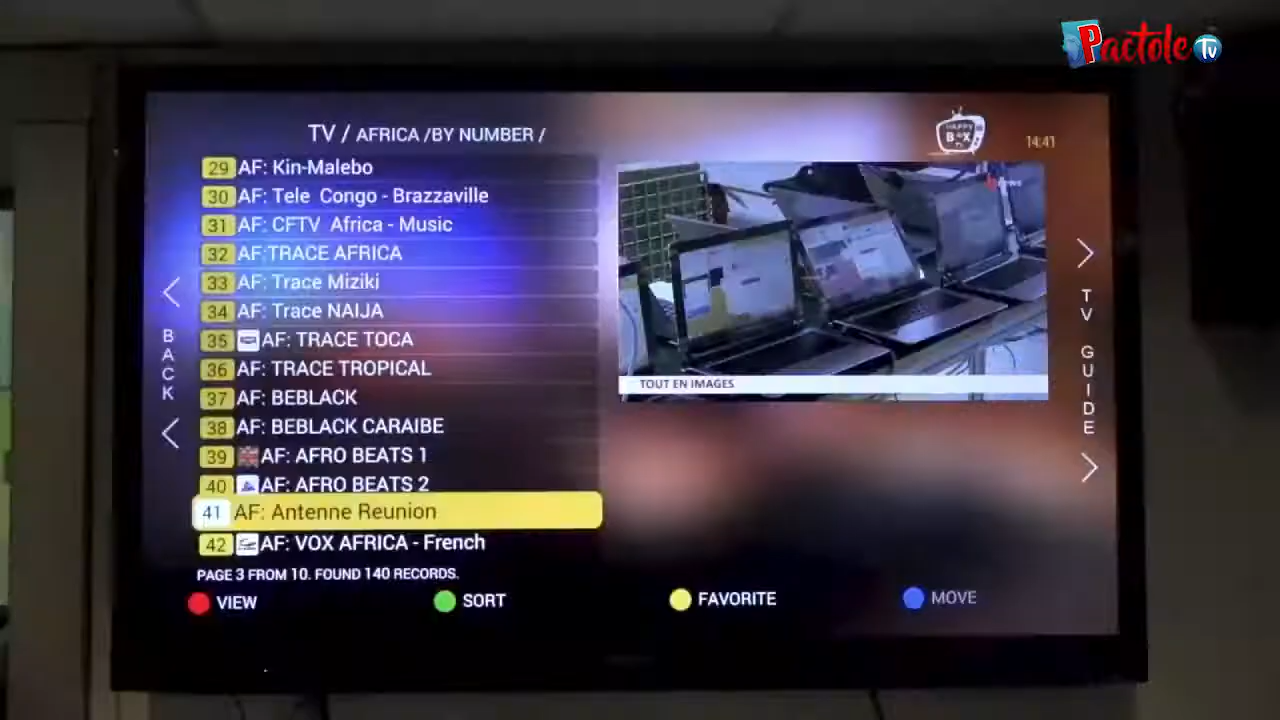 Pactole Tv
TV / AFRICA /BY NUMBER /
HAPPY
BOX
14:41
29 AF: Kin-Malebo
30 AF: Tele Congo - Brazzaville
31 AF: CFTV Africa - Music
32 AF:TRACE AFRICA
33 AF: Trace Miziki
34 AF: Trace NAIJA
35 AF: TRACE TOCA
36 AF: TRACE TROPICAL
37 AF: BEBLACK
38 AF: BEBLACK CARAIBE
39 AF: AFRO BEATS 1
40 AF: AFRO BEATS 2
41 AF: Antenne Reunion
42 AF: VOX AFRICA - French
BACK
TOUT EN IMAGES
TV GUIDE
PAGE 3 FROM 10. FOUND 140 RECORDS.
VIEW SORT FAVORITE MOVE